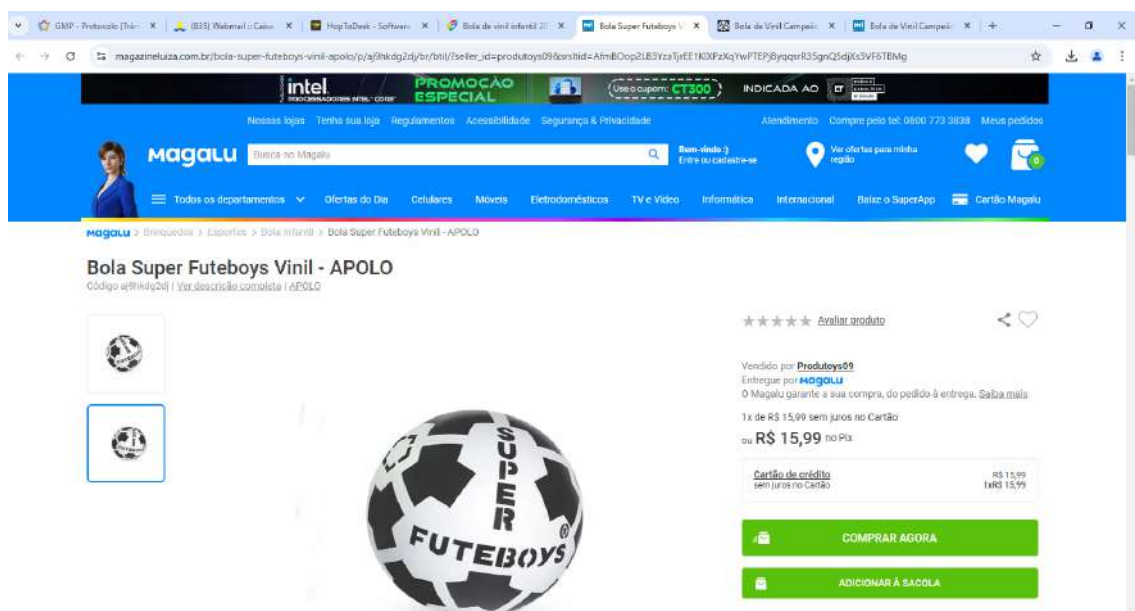 GMP - Protocolo (Trâm
(835) Webmail :: Caixa
HopToDesk - Software
Bola de vinil infantil 20
Bola Super Futeboys V
Bola de Vinil Campeão
Bola de Vinil Campeão
magazineluiza.com.br/bola-super-futeboys-vinil-apolo/p/aj9hkdg2dj/br/btil/?seller_id=produtoys09
intel
PROCESSADORES INTEL® CORE™
PROMOÇÃO
ESPECIAL
Use o cupom: CT300
INDICADA AO
Nossas lojas Tenha sua loja Regulamentos Acessibilidade Segurança & Privacidade Atendimento Compre pelo tel: 0800 773 3838 Meus pedidos
Magalu
Busca no Magalu
Bem-vindo :)
Entre ou cadastre-se
Ver ofertas para minha
região
0
Todos os departamentos Ofertas do Dia Celulares Móveis Eletrodomésticos TV e Vídeo Informática Internacional Baixe o SuperApp Cartão Magalu
Magalu > Brinquedos > Esportes > Bola Infantil > Bola Super Futeboys Vinil - APOLO
Bola Super Futeboys Vinil - APOLO
Código aj9hkdg2dj | Ver descrição completa | APOLO
Avaliar produto
Vendido por Produtoys09
Entregue por Magalu
O Magalu garante a sua compra, do pedido à entrega. Saiba mais
1x de R$ 15,99 sem juros no Cartão
ou R$ 15,99 no Pix
Cartão de crédito R$ 15,99
sem juros no Cartão 1xR$ 15,99
SUPER
FUTEBOYS®
COMPRAR AGORA
ADICIONAR À SACOLA